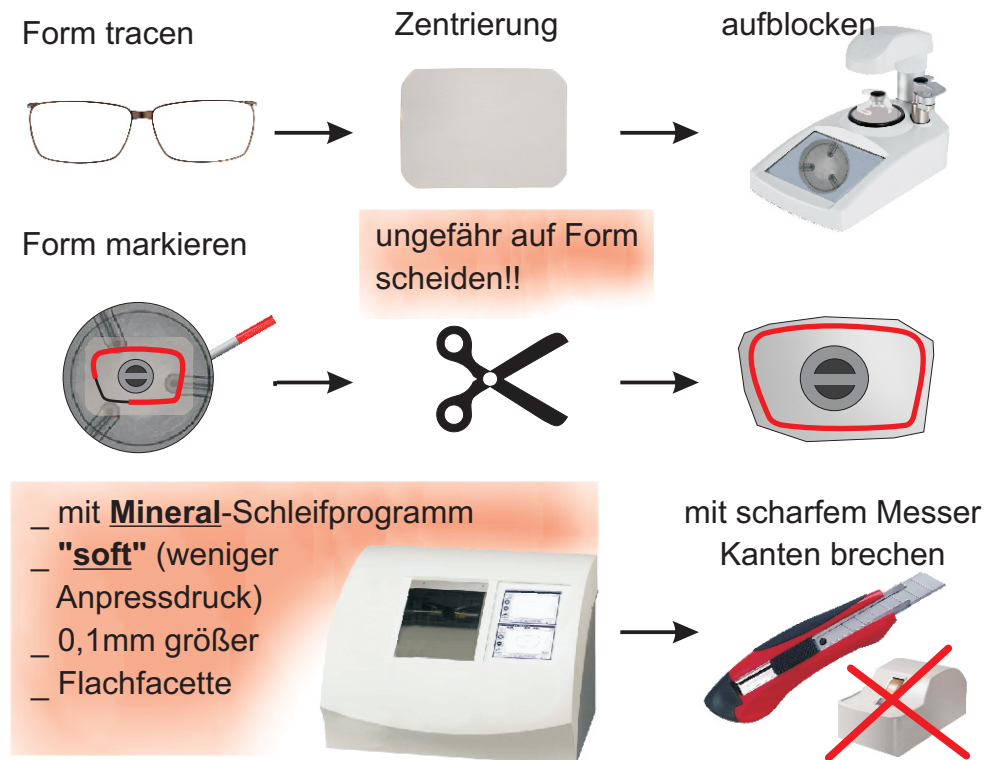 Form tracen
Zentrierung
aufblocken
Form markieren
ungefähr auf Form
scheiden!!
_ mit Mineral-Schleifprogramm
_ "soft" (weniger
Anpressdruck)
_ 0,1mm größer
_ Flachfacette
mit scharfem Messer
Kanten brechen